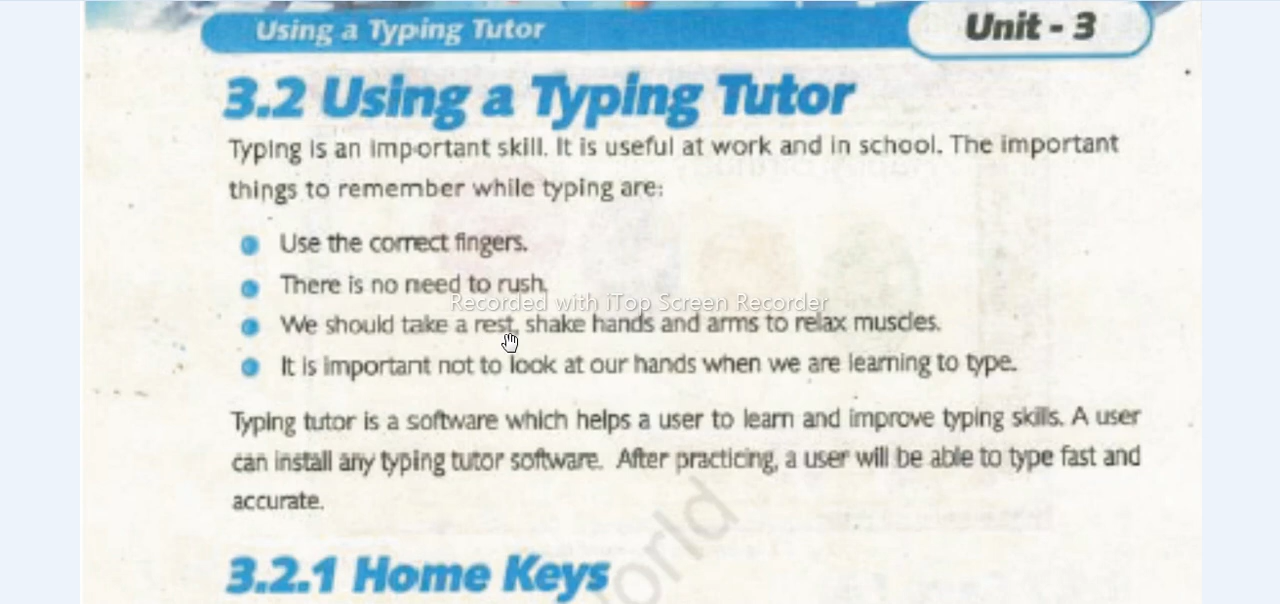 Using a Typing Tutor
Unit - 3
3.2 Using a Typing Tutor
Typing is an important skill. It is useful at work and in school. The important
things to remember while typing are:
Use the correct fingers.
There is no need to rush.
Recorded with iTop Screen Recorder
We should take a rest, shake hands and arms to relax muscles.
It is important not to look at our hands when we are learning to type.
Typing tutor is a software which helps a user to learn and improve typing skills. A user
can install any typing tutor software. After practicing, a user will be able to type fast and
accurate.
orld
3.2.1 Home Keys